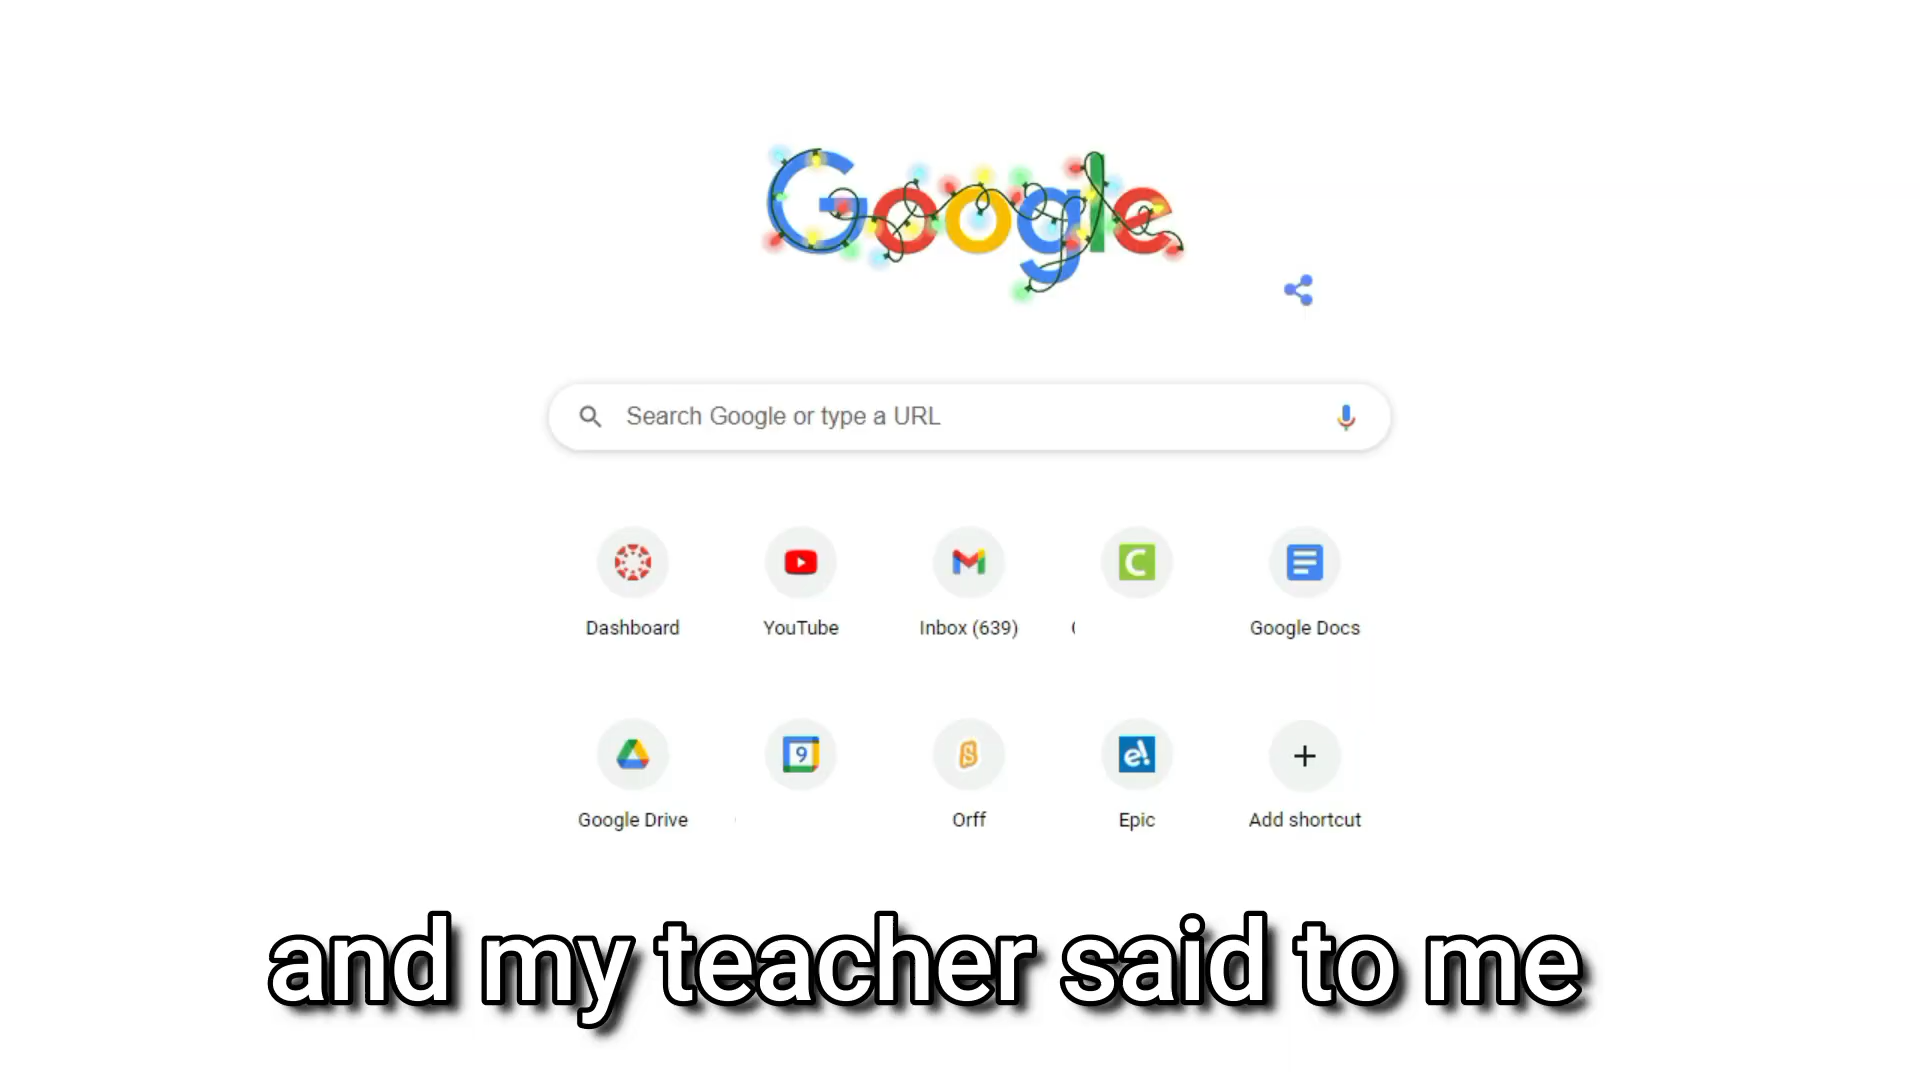 Google
Search Google or type a URL
Dashboard
YouTube
Inbox (639)
Google Docs
9
Google Drive
Orff
e!
Epic
Add shortcut
and my teacher said to me